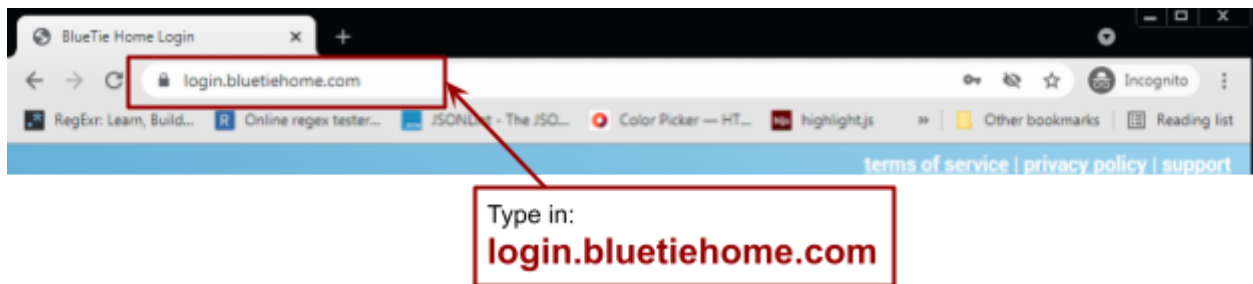 BlueTie Home Login
login.bluetiehome.com
Incognito
RegExr: Learn, Build... R Online regex tester... JSONLint - The JSO... Color Picker — HT... highlight.js » Other bookmarks Reading list
terms of service | privacy policy | support
Type in:
login.bluetiehome.com